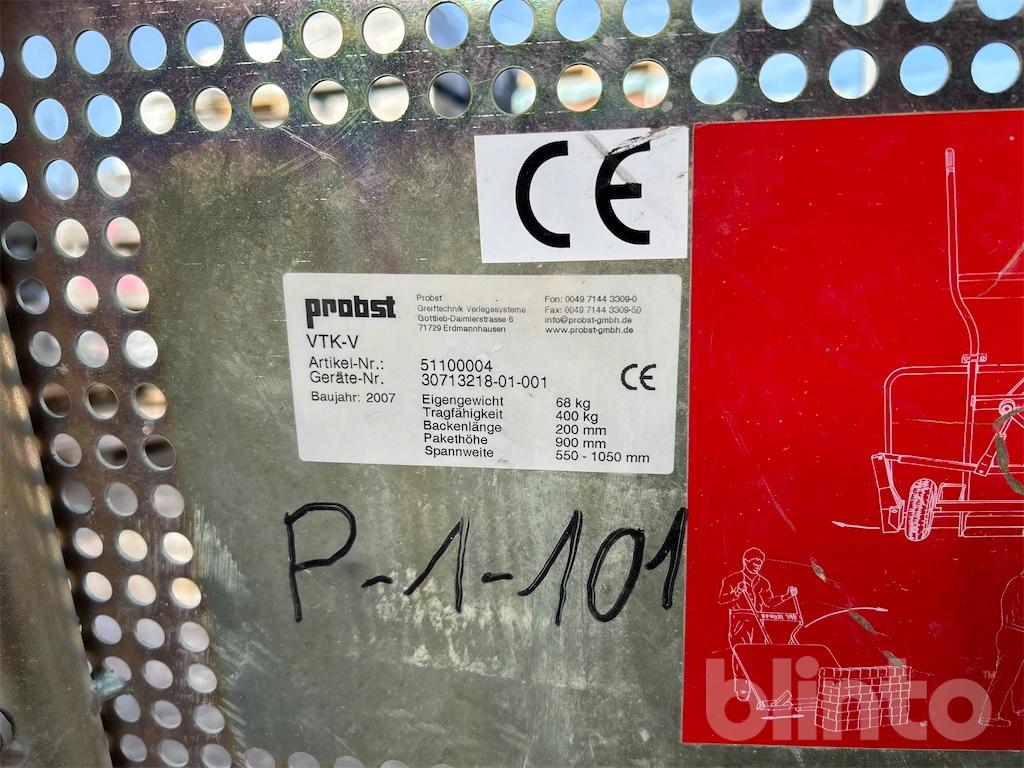 CE
probst
Probst
Greiftechnik Verlegesysteme
Gottlieb-Daimlerstrasse 6
71729 Erdmannhausen
Fon: 0049 7144 3309-0
Fax: 0049 7144 3309-50
info@probst-gmbh.de
www.probst-gmbh.de
VTK-V
Artikel-Nr.: 51100004
Geräte-Nr. 30713218-01-001
CE
Baujahr: 2007
Eigengewicht 68 kg
Tragfähigkeit 400 kg
Backenlänge 200 mm
Pakethöhe 900 mm
Spannweite 550 - 1050 mm
P-1-101
blinto™